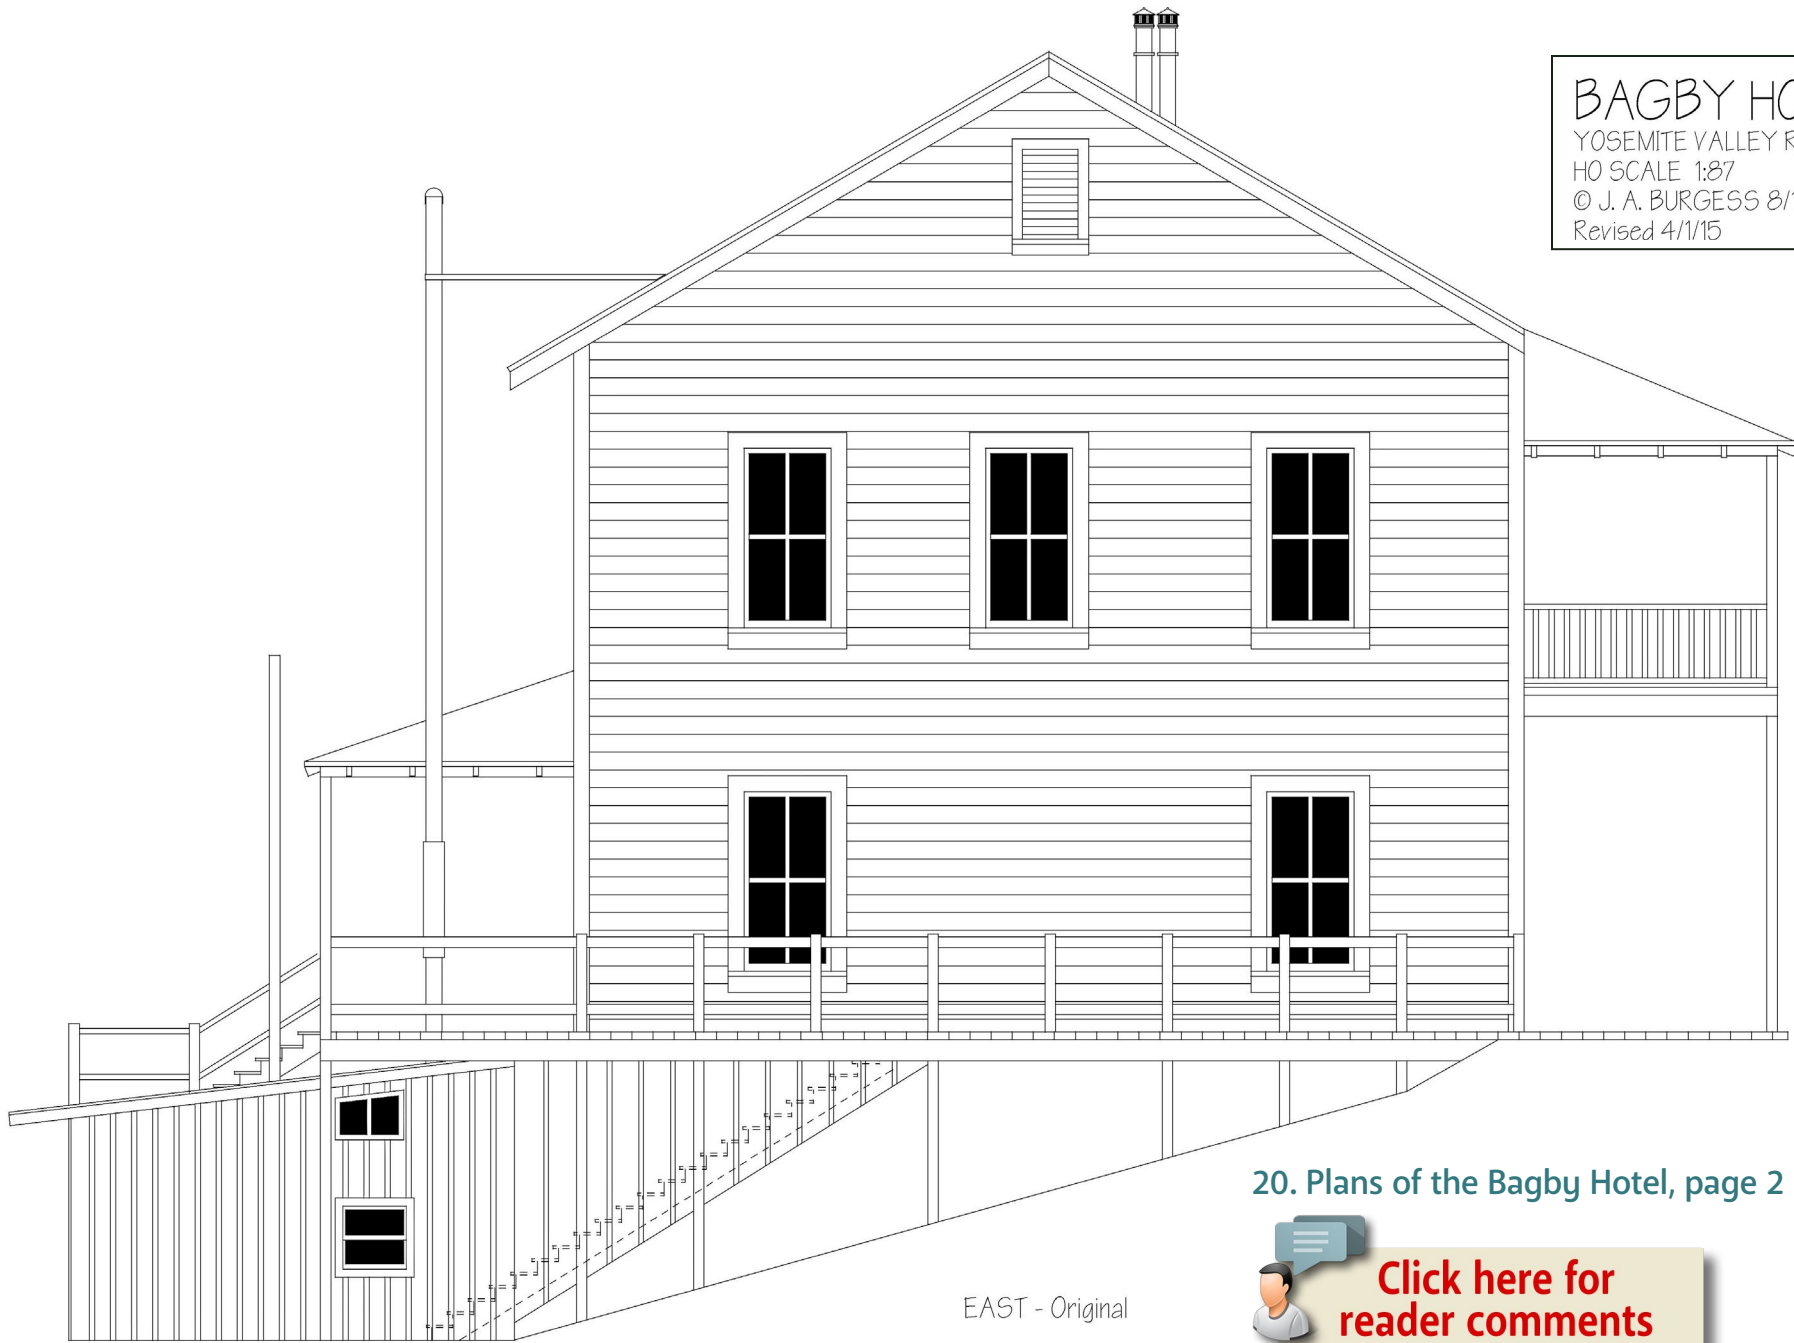 BAGBY HO
YOSEMITE VALLEY R
HO SCALE 1:87
© J. A. BURGESS 8/1
Revised 4/1/15
20. Plans of the Bagby Hotel, page 2
Click here for
reader comments
EAST - Original